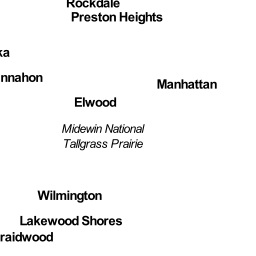 Rockdale
Preston Heights
ka
nnahon
Manhattan
Elwood
Midewin National
Tallgrass Prairie
Wilmington
Lakewood Shores
raidwood